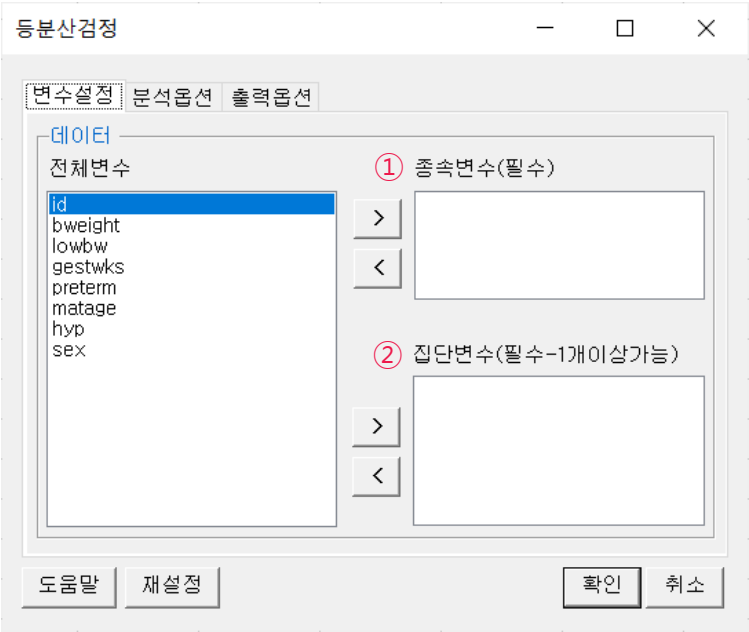 등분산검정
변수설정 분석옵션 출력옵션
데이터
전체변수
id
bweight
lowbw
gestwks
preterm
matage
hyp
sex
① 종속변수(필수)
>
<
② 집단변수(필수-1개이상가능)
>
<
도움말 재설정 확인 취소